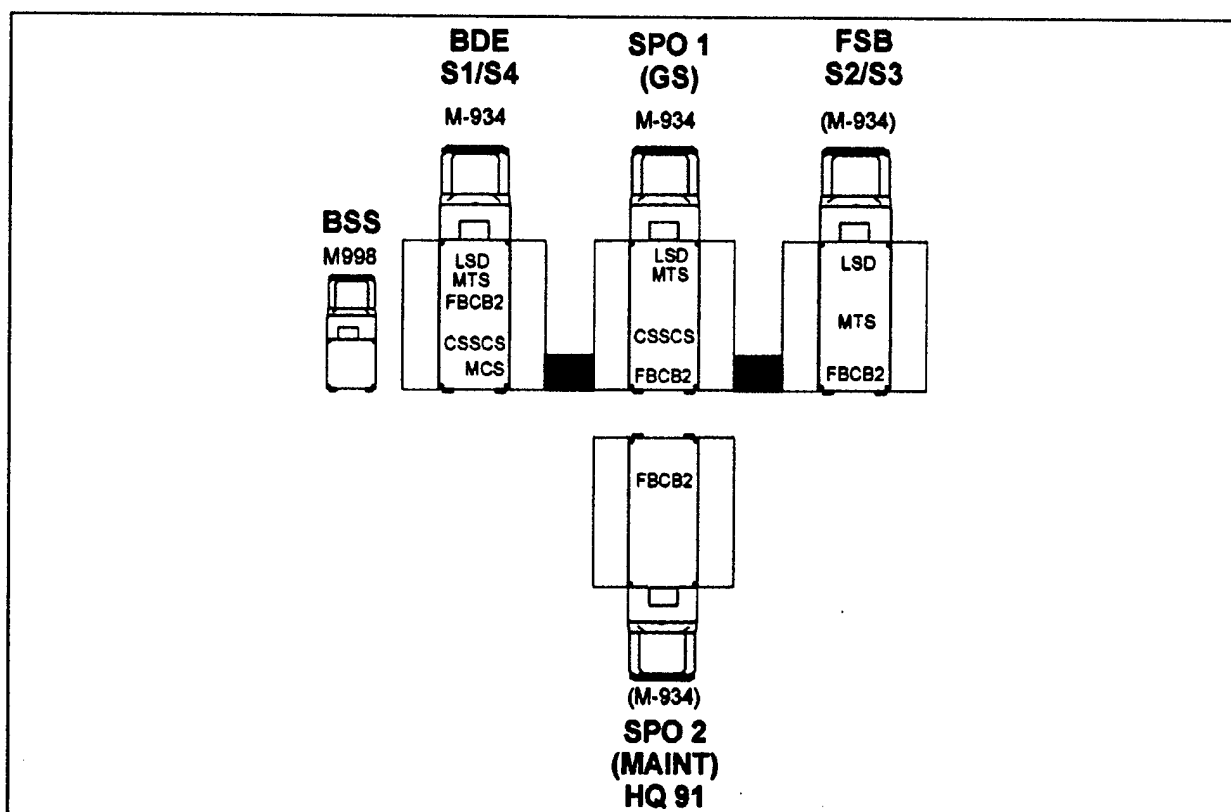 BDE
S1/S4
M-934
SPO 1
(GS)
M-934
FSB
S2/S3
(M-934)
BSS
M998
LSD
MTS
FBCB2
CSSCS
MCS
LSD
MTS
CSSCS
FBCB2
LSD
MTS
FBCB2
FBCB2
(M-934)
SPO 2
(MAINT)
HQ 91